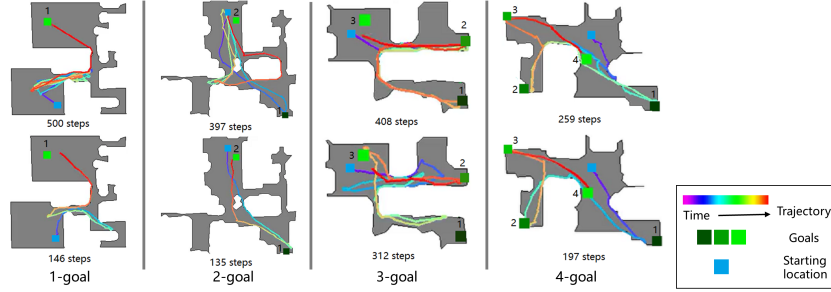 1
500 steps
2
1
397 steps
3
2
1
408 steps
3
4
2
1
259 steps
1
146 steps
2
1
135 steps
3
2
1
312 steps
3
4
2
1
197 steps
1-goal
2-goal
3-goal
4-goal
Time
Trajectory
Goals
Starting
location